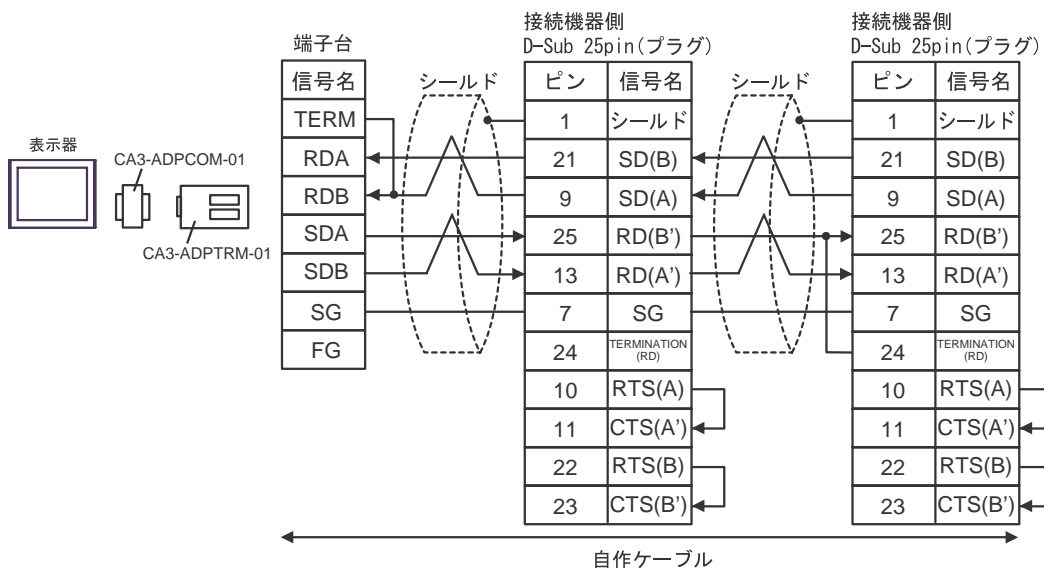 表示器
CA3-ADPCOM-01
CA3-ADPTRM-01
端子台
信号名
TERM
RDA
RDB
SDA
SDB
SG
FG
シールド
接続機器側
D-Sub 25pin(プラグ)
ピン 信号名
1 シールド
21 SD(B)
9 SD(A)
25 RD(B')
13 RD(A')
7 SG
24 TERMINATION
(RD)
10 RTS(A)
11 CTS(A')
22 RTS(B)
23 CTS(B')
シールド
接続機器側
D-Sub 25pin(プラグ)
ピン 信号名
1 シールド
21 SD(B)
9 SD(A)
25 RD(B')
13 RD(A')
7 SG
24 TERMINATION
(RD)
10 RTS(A)
11 CTS(A')
22 RTS(B)
23 CTS(B')
自作ケーブル